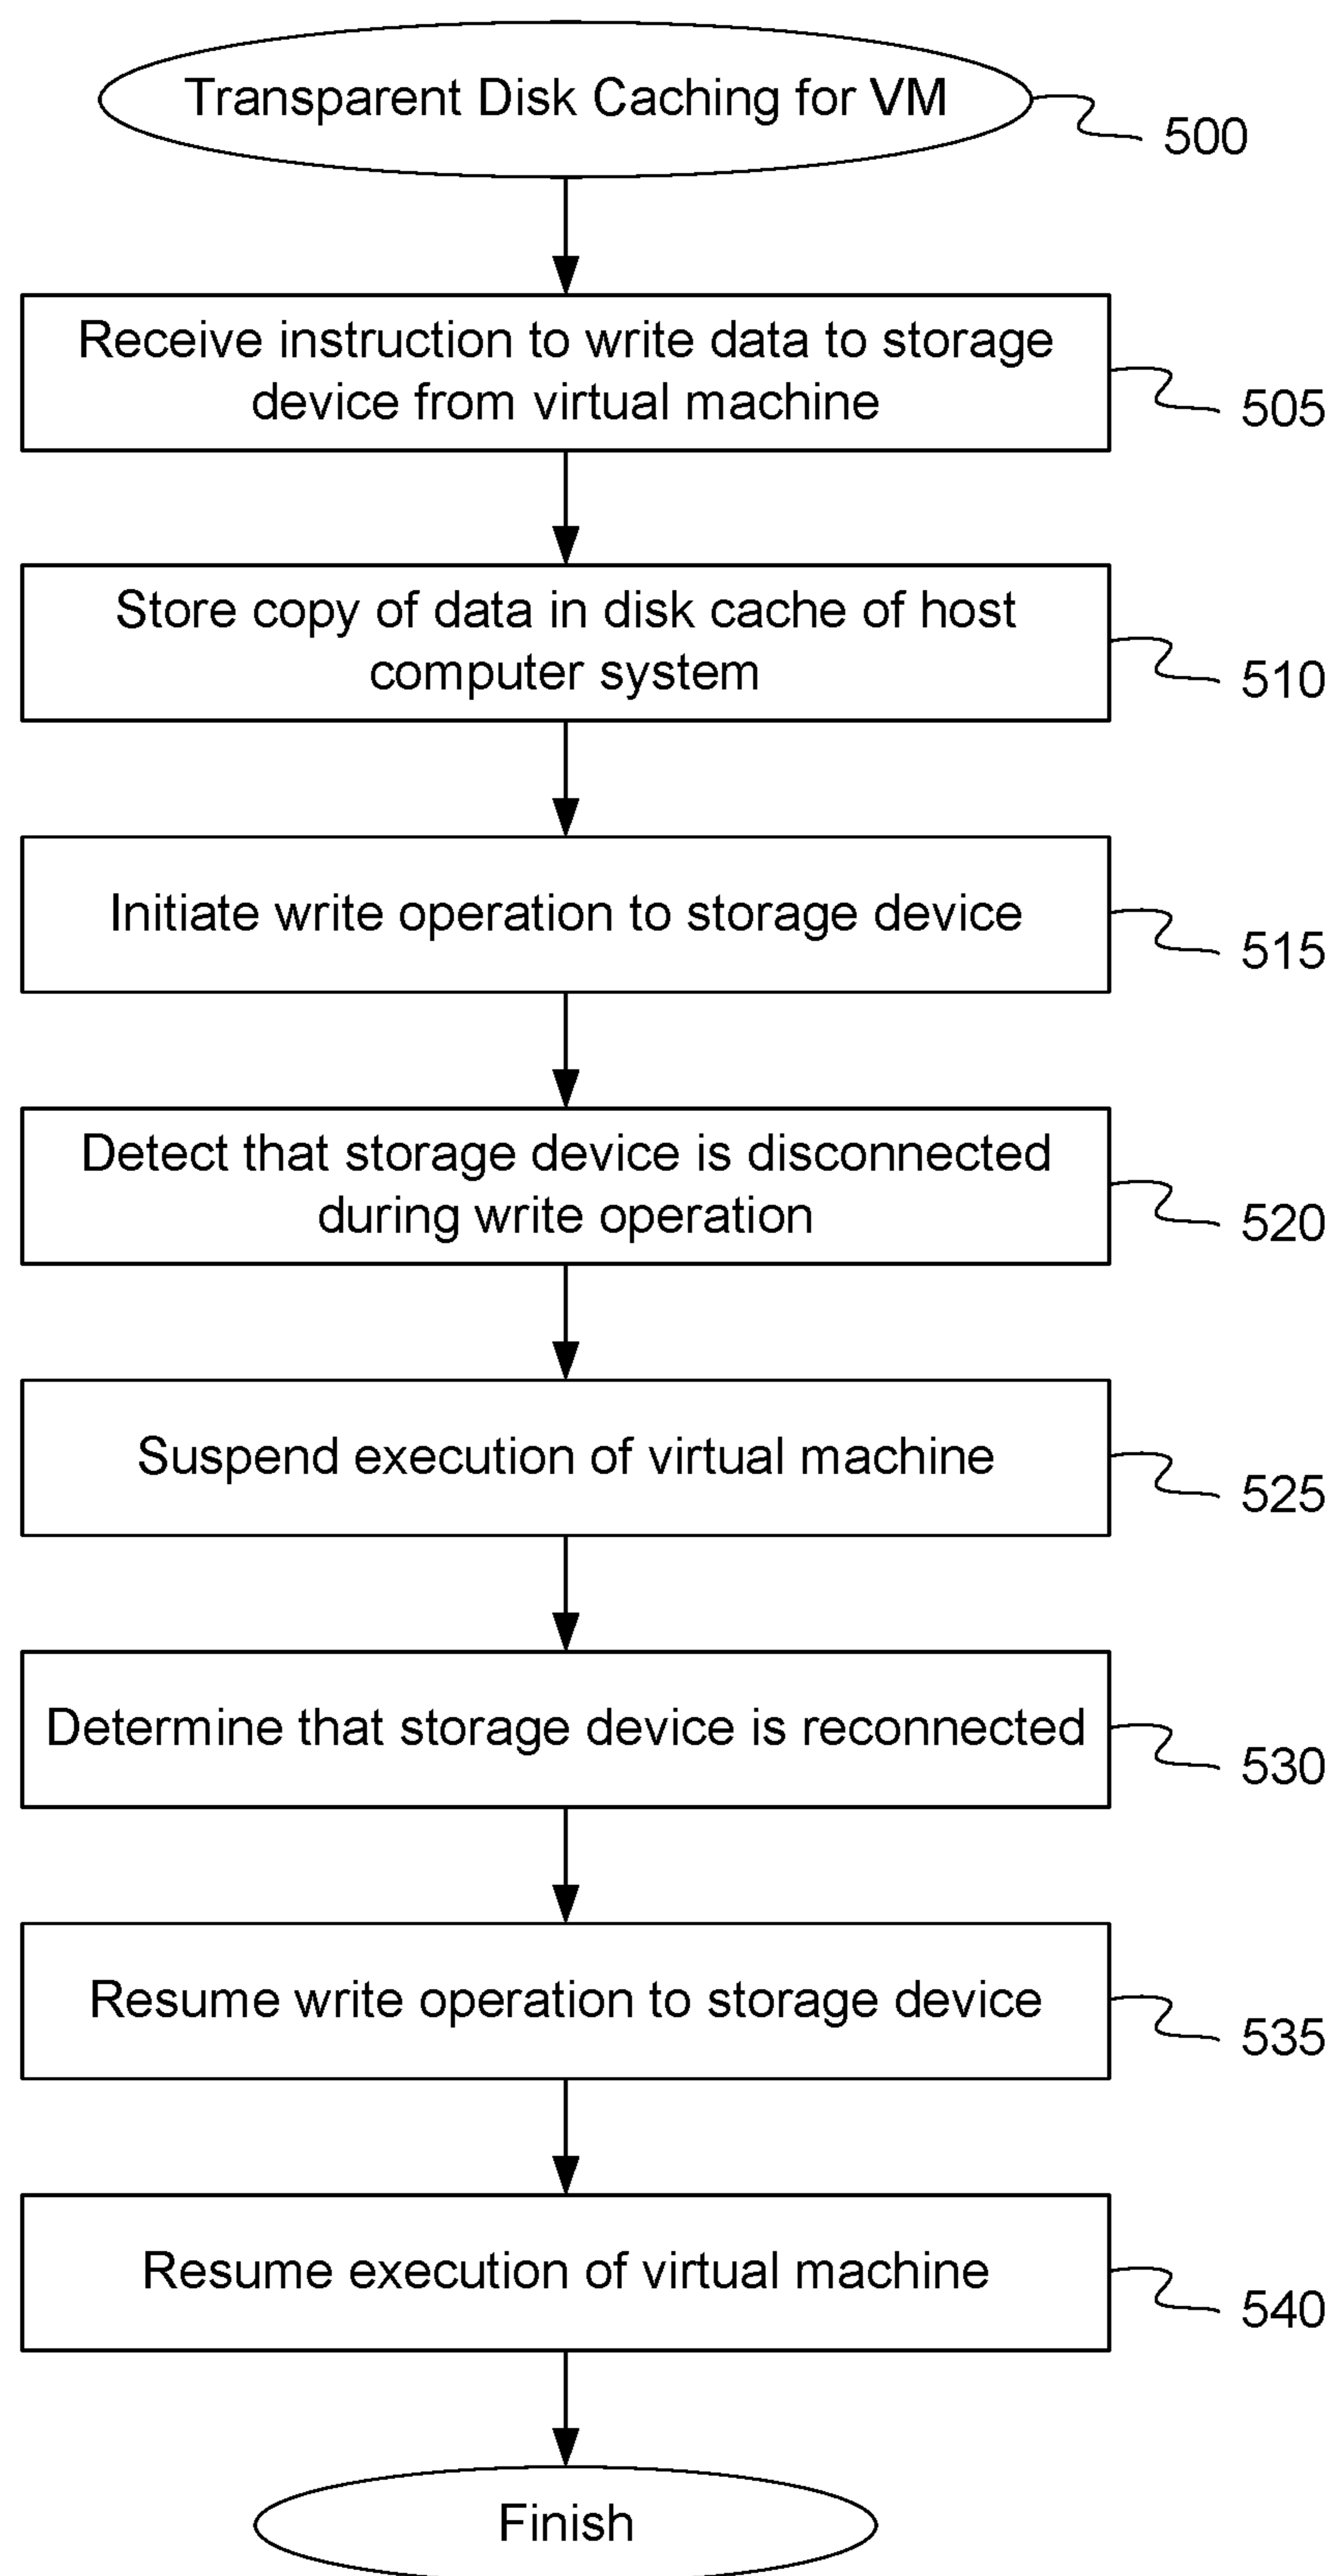 Transparent Disk Caching for VM
500
Receive instruction to write data to storage
device from virtual machine
505
Store copy of data in disk cache of host
computer system
510
Initiate write operation to storage device
515
Detect that storage device is disconnected
during write operation
520
Suspend execution of virtual machine
525
Determine that storage device is reconnected
530
Resume write operation to storage device
535
Resume execution of virtual machine
540
Finish